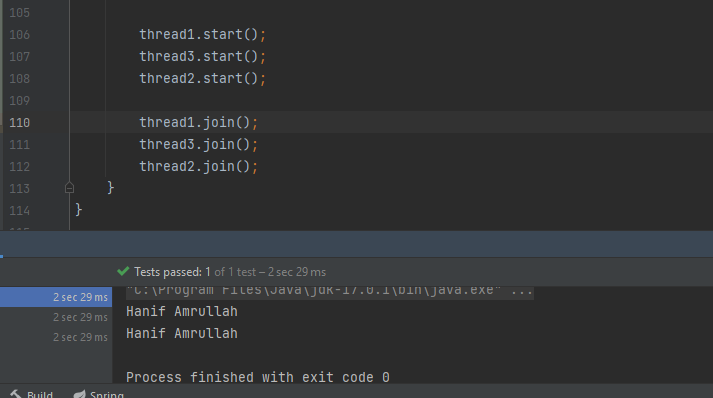 105
106 thread1.start();
107 thread3.start();
108 thread2.start();
109
110 thread1.join();
111 thread3.join();
112 thread2.join();
113 }
114 }
Tests passed: 1 of 1 test – 2 sec 29 ms
2 sec 29 ms "C:\Program Files\Java\jdk-17.0.1\bin\java.exe" ...
2 sec 29 ms Hanif Amrullah
2 sec 29 ms Hanif Amrullah
Process finished with exit code 0
Build Spring